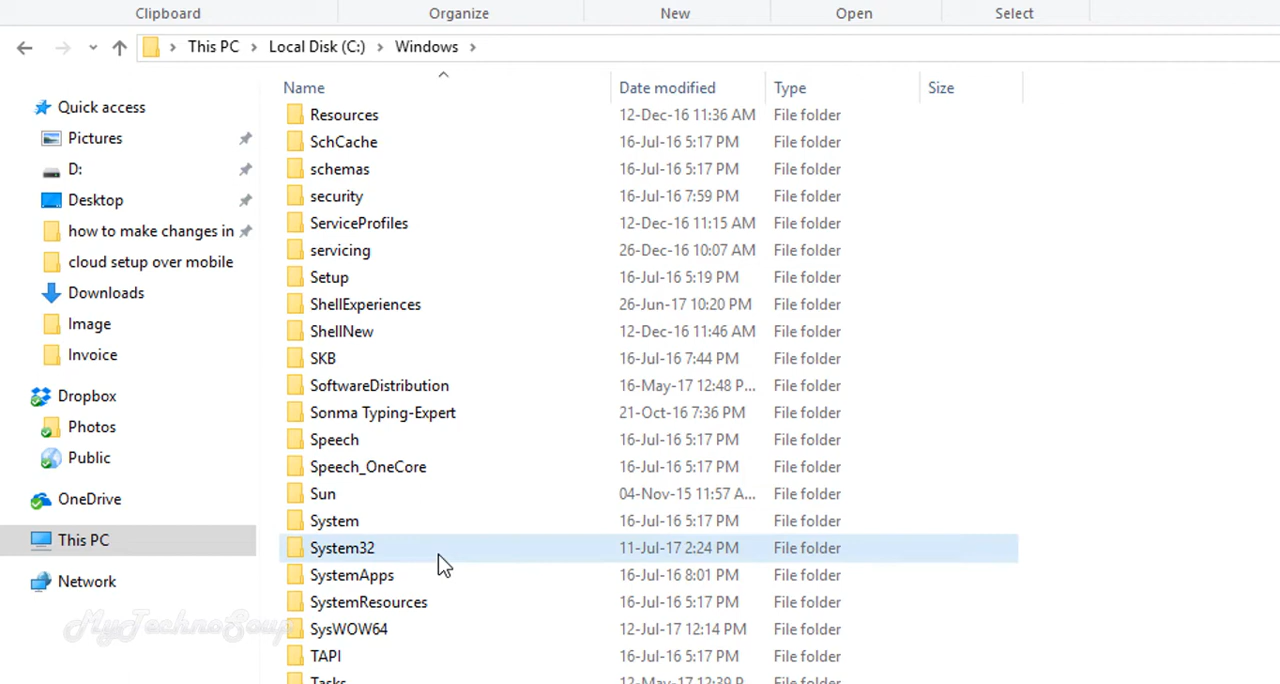 Clipboard Organize New Open Select
This PC Local Disk (C:) Windows
Name Date modified Type Size
Quick access
Pictures
D:
Desktop
how to make changes in
cloud setup over mobile
Downloads
Image
Invoice
Dropbox
Photos
Public
OneDrive
This PC
Network
Resources 12-Dec-16 11:36 AM File folder
SchCache 16-Jul-16 5:17 PM File folder
schemas 16-Jul-16 5:17 PM File folder
security 16-Jul-16 7:59 PM File folder
ServiceProfiles 12-Dec-16 11:15 AM File folder
servicing 26-Dec-16 10:07 AM File folder
Setup 16-Jul-16 5:19 PM File folder
ShellExperiences 26-Jun-17 10:20 PM File folder
ShellNew 12-Dec-16 11:46 AM File folder
SKB 16-Jul-16 7:44 PM File folder
SoftwareDistribution 16-May-17 12:48 P... File folder
Sonma Typing-Expert 21-Oct-16 7:36 PM File folder
Speech 16-Jul-16 5:17 PM File folder
Speech_OneCore 16-Jul-16 5:17 PM File folder
Sun 04-Nov-15 11:57 A... File folder
System 16-Jul-16 5:17 PM File folder
System32 11-Jul-17 2:24 PM File folder
SystemApps 16-Jul-16 8:01 PM File folder
SystemResources 16-Jul-16 5:17 PM File folder
SysWOW64 12-Jul-17 12:14 PM File folder
TAPI 16-Jul-16 5:17 PM File folder
Tasks 12-May-17 12:39 P... File folder
MyTechnoSoup